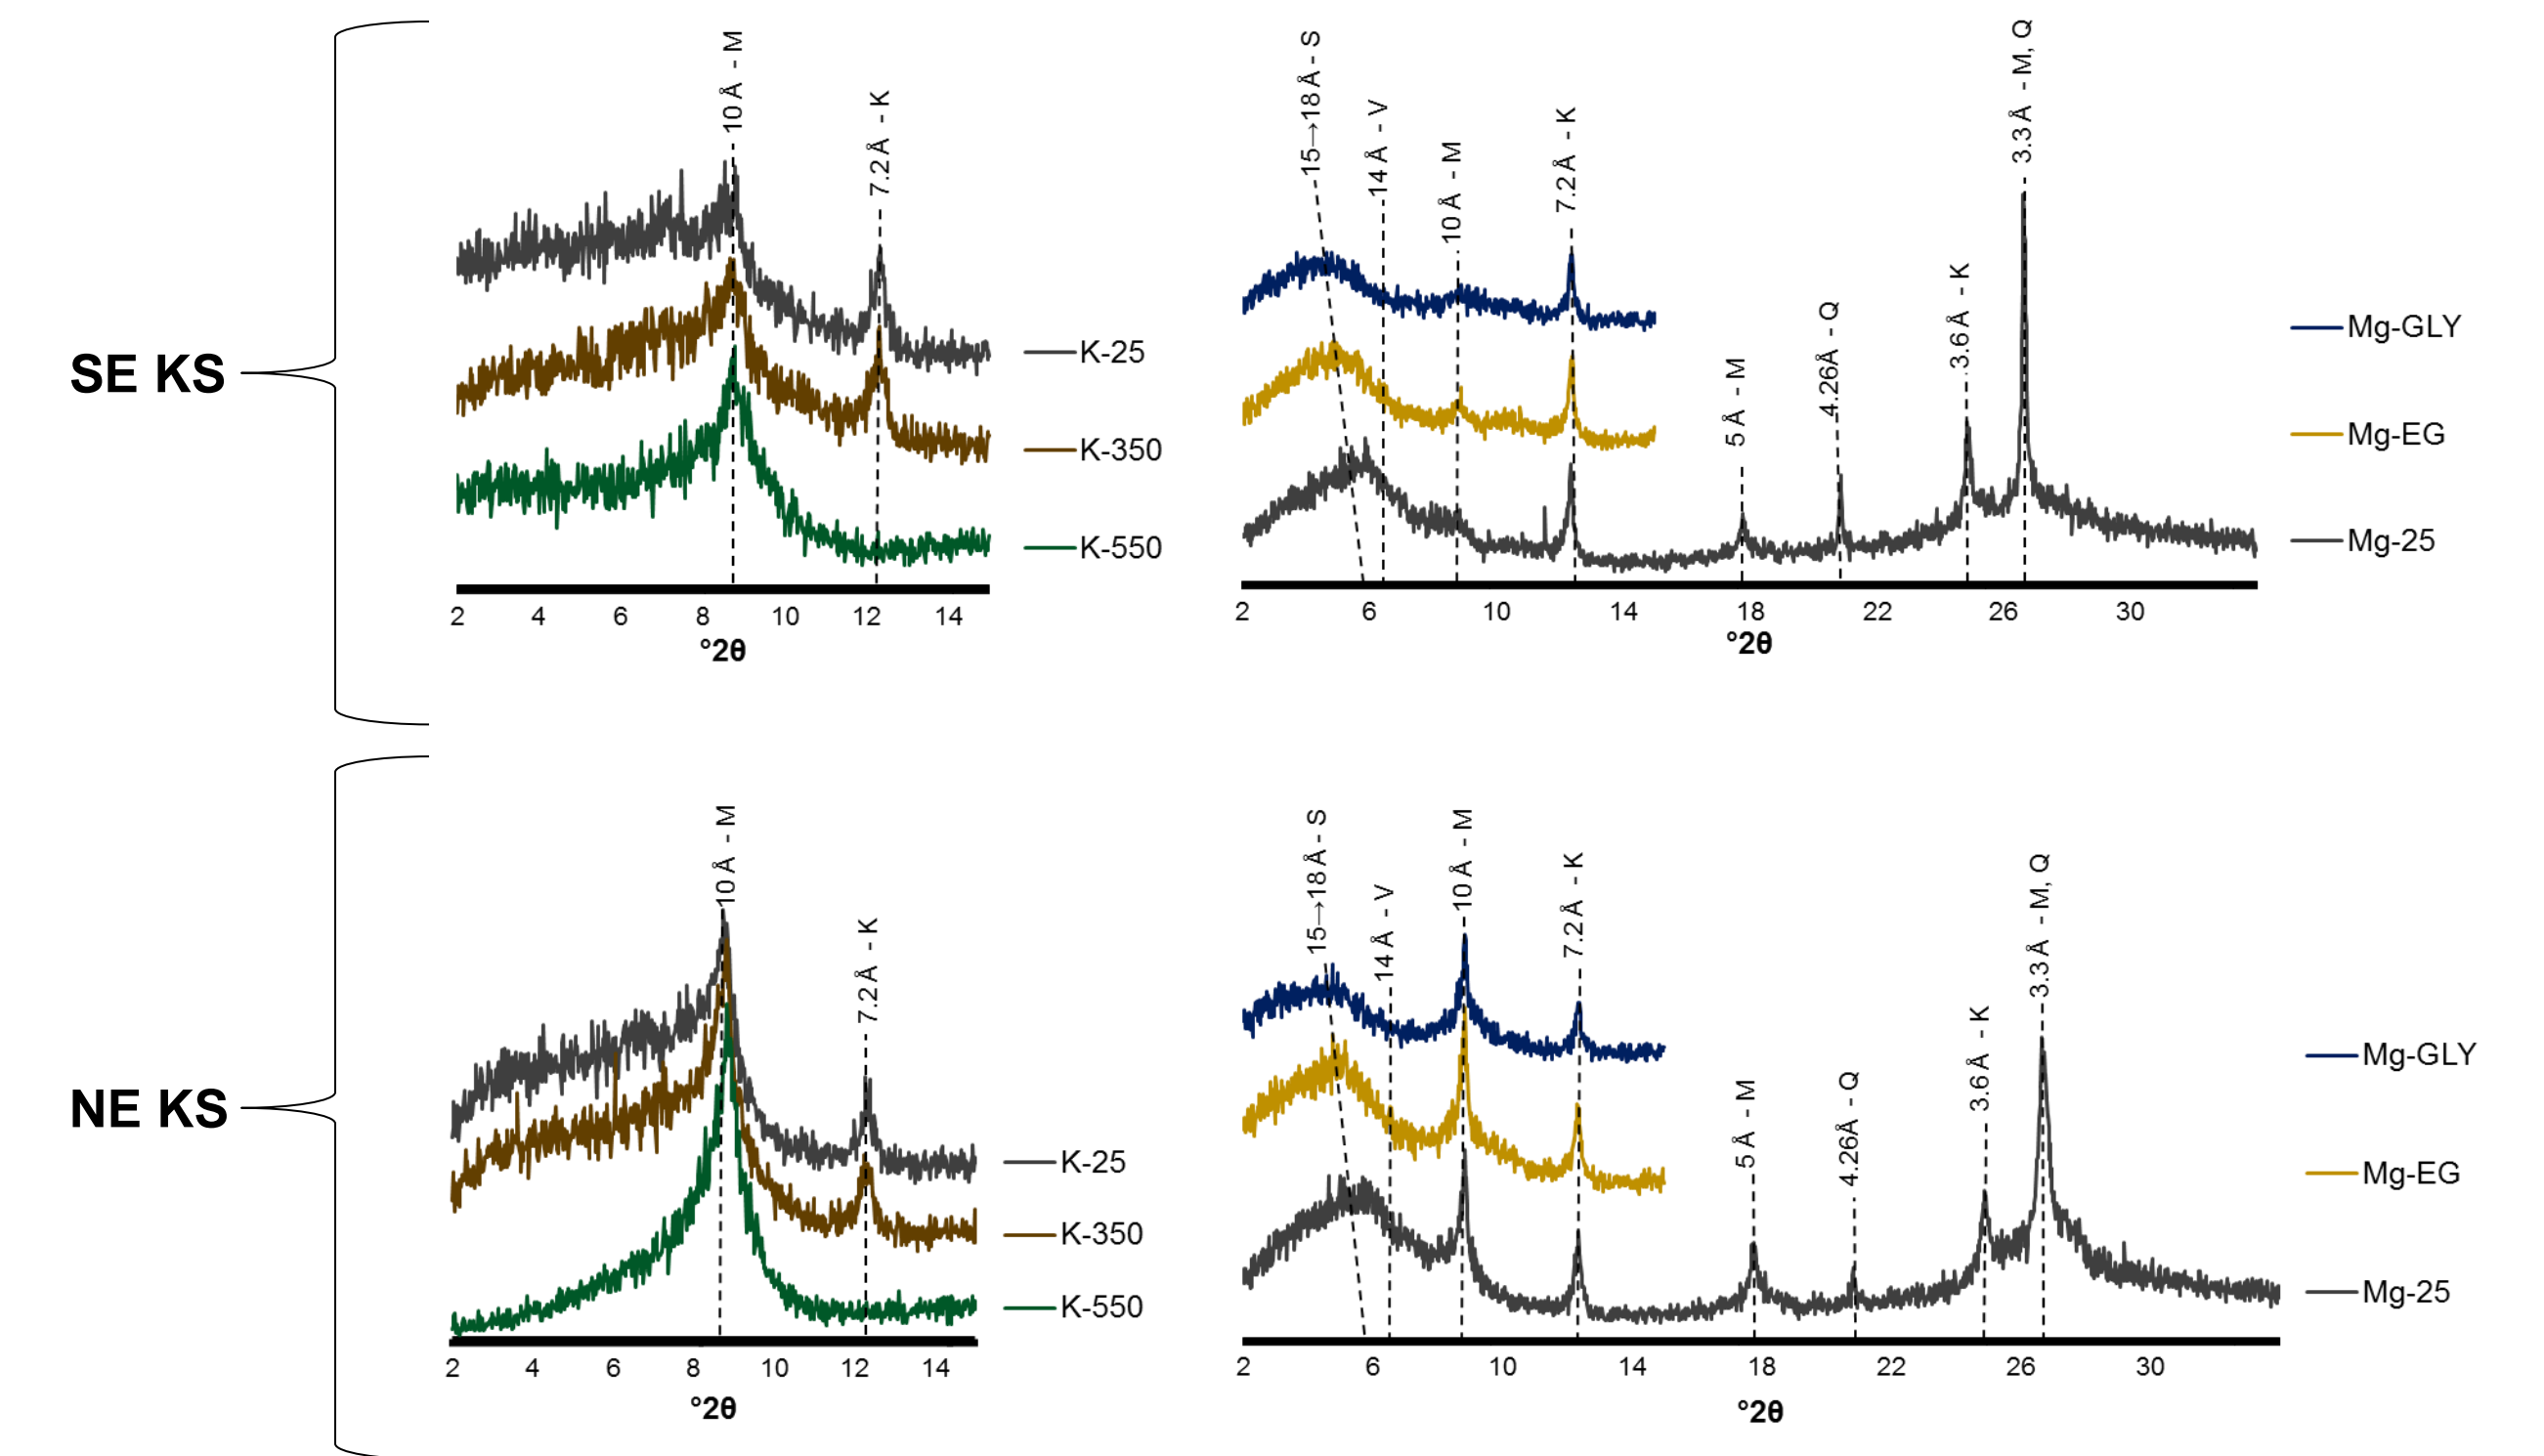 SE KS
10 Å - M
7.2 Å - K
K-25
K-350
K-550
2 4 6 8 10 12 14
°2θ
15→18 Å - S
14 Å - V
10 Å - M
7.2 Å - K
5 Å - M
4.26Å - Q
3.6 Å - K
3.3 Å - M, Q
Mg-GLY
Mg-EG
Mg-25
2 6 10 14 18 22 26 30
°2θ
NE KS
10 Å - M
7.2 Å - K
K-25
K-350
K-550
2 4 6 8 10 12 14
°2θ
15→18 Å - S
14 Å - V
10 Å - M
7.2 Å - K
5 Å - M
4.26Å - Q
3.6 Å - K
3.3 Å - M, Q
Mg-GLY
Mg-EG
Mg-25
2 6 10 14 18 22 26 30
°2θ